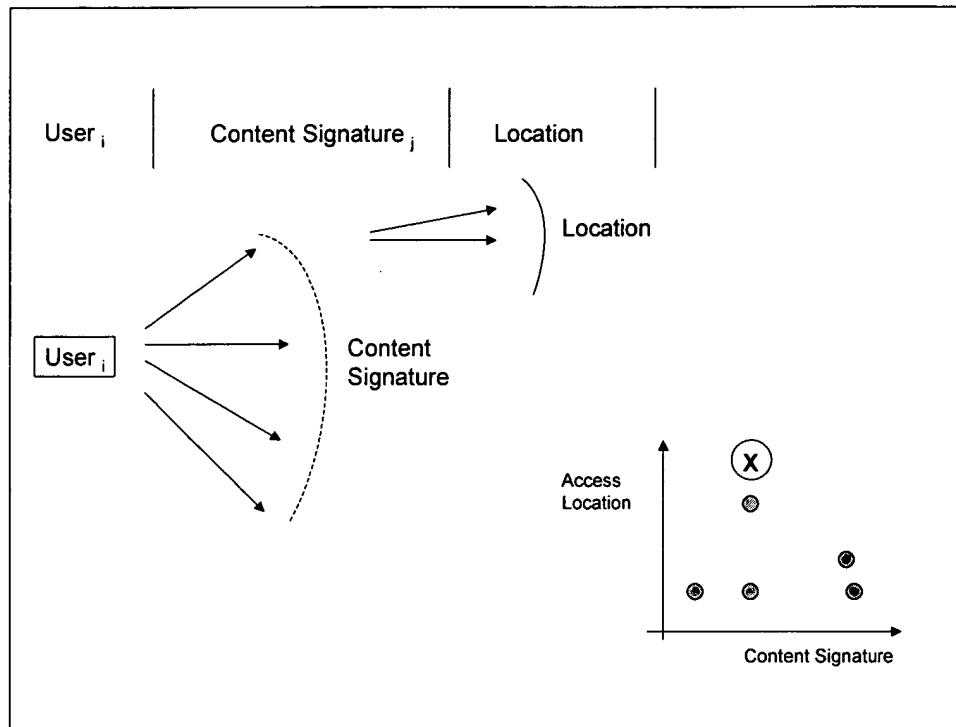 User i
Content Signature j
Location
Location
User i
Content
Signature
Access
Location
X
Content Signature